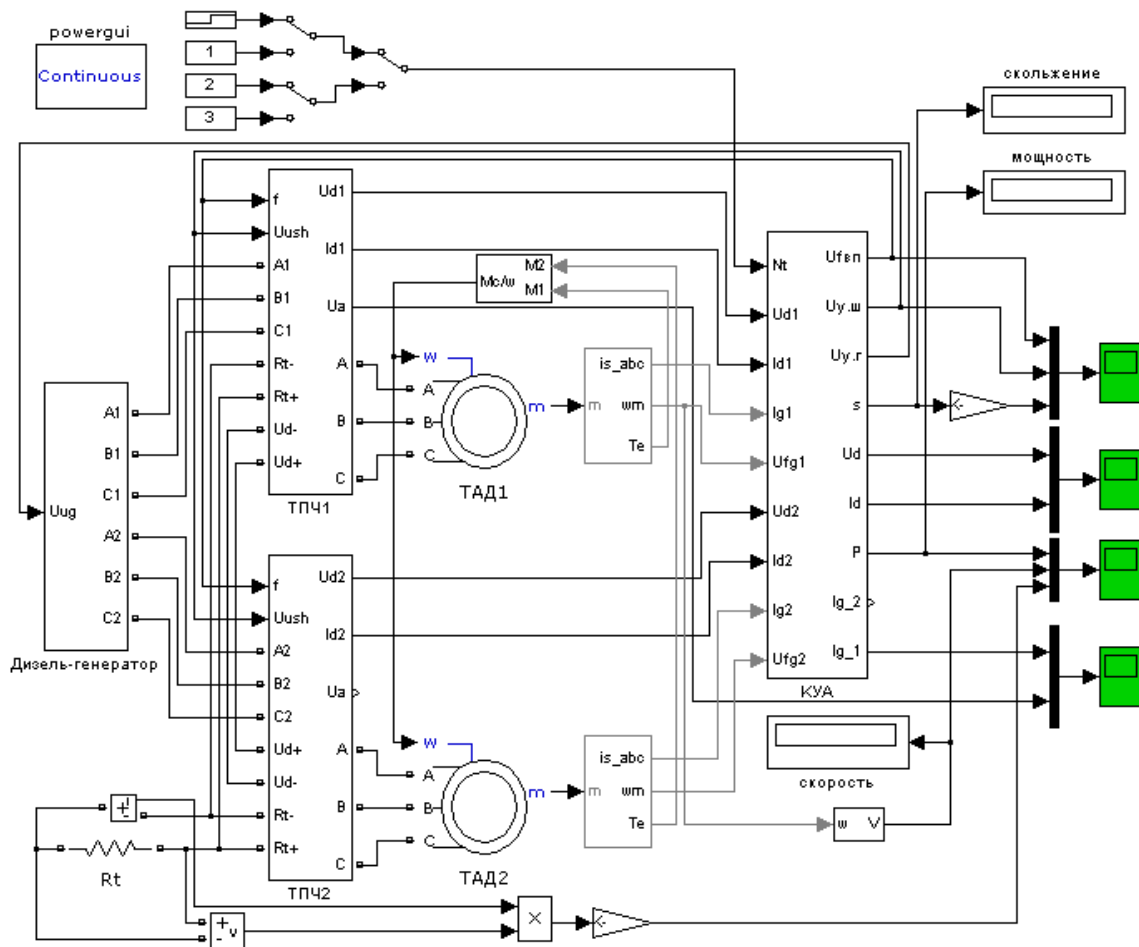 powergui
Continuous
1
2
3
скольжение
мощность
f
Uush
A1
B1
C1
Rt-
Rt+
Ud-
Ud+
Ud1
Id1
Ua
A
B
C
ТПЧ1
M2
M1
Mc/w
w
A
B
C
m
ТАД1
m
is_abc
wm
Te
Nt
Ud1
Id1
Ig1
Ufg1
Ud2
Id2
Ig2
Ufg2
Ufвп
Uу.ш
Uу.г
s
Ud
Id
P
Ig_2
Ig_1
КУА
Uug
A1
B1
C1
A2
B2
C2
Дизель-генератор
f
Uush
A2
B2
C2
Ud+
Ud-
Rt-
Rt+
Ud2
Id2
Ua
A
B
C
ТПЧ2
w
A
B
C
m
ТАД2
m
is_abc
wm
Te
скорость
w
V
+
i
-
Rt
+
-
v
×